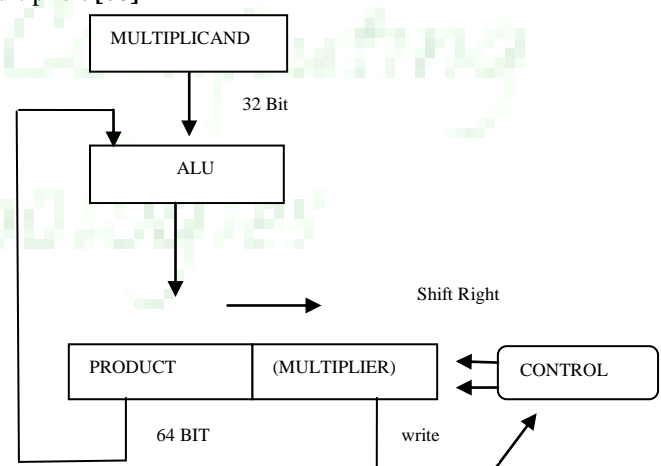 MULTIPLICAND
32 Bit
ALU
Shift Right
PRODUCT
(MULTIPLIER)
CONTROL
64 BIT
write